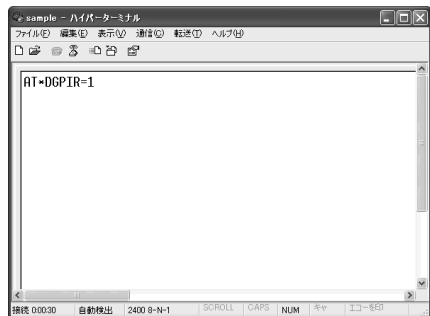 sample - ハイパーターミナル
ファイル(F) 編集(E) 表示(V) 通信(C) 転送(T) ヘルプ(H)
AT*DGPIR=1
接続 0:00:30 自動検出 2400 8-N-1 SCROLL CAPS NUM キャ エコーを印